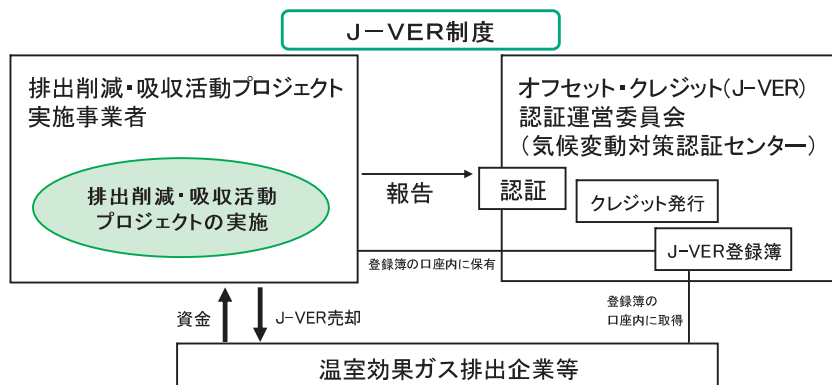 J-VER制度
排出削減・吸収活動プロジェクト
実施事業者
排出削減・吸収活動
プロジェクトの実施
報告
オフセット・クレジット(J-VER)
認証運営委員会
(気候変動対策認証センター)
認証
クレジット発行
J-VER登録簿
登録簿の口座内に保有
資金
J-VER売却
登録簿の
口座内に取得
温室効果ガス排出企業等